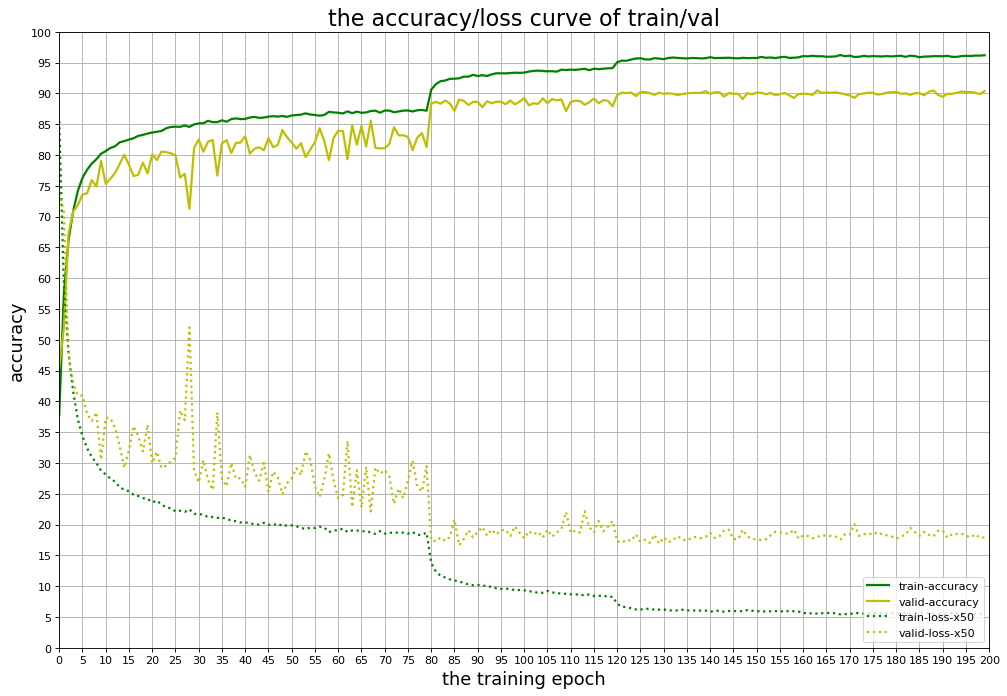 the accuracy/loss curve of train/val
100
95
90
85
80
75
70
65
60
55
50
45
40
35
30
25
20
15
10
5
0
accuracy
train-accuracy
valid-accuracy
train-loss-x50
valid-loss-x50
0 5 10 15 20 25 30 35 40 45 50 55 60 65 70 75 80 85 90 95 100 105 110 115 120 125 130 135 140 145 150 155 160 165 170 175 180 185 190 195 200
the training epoch